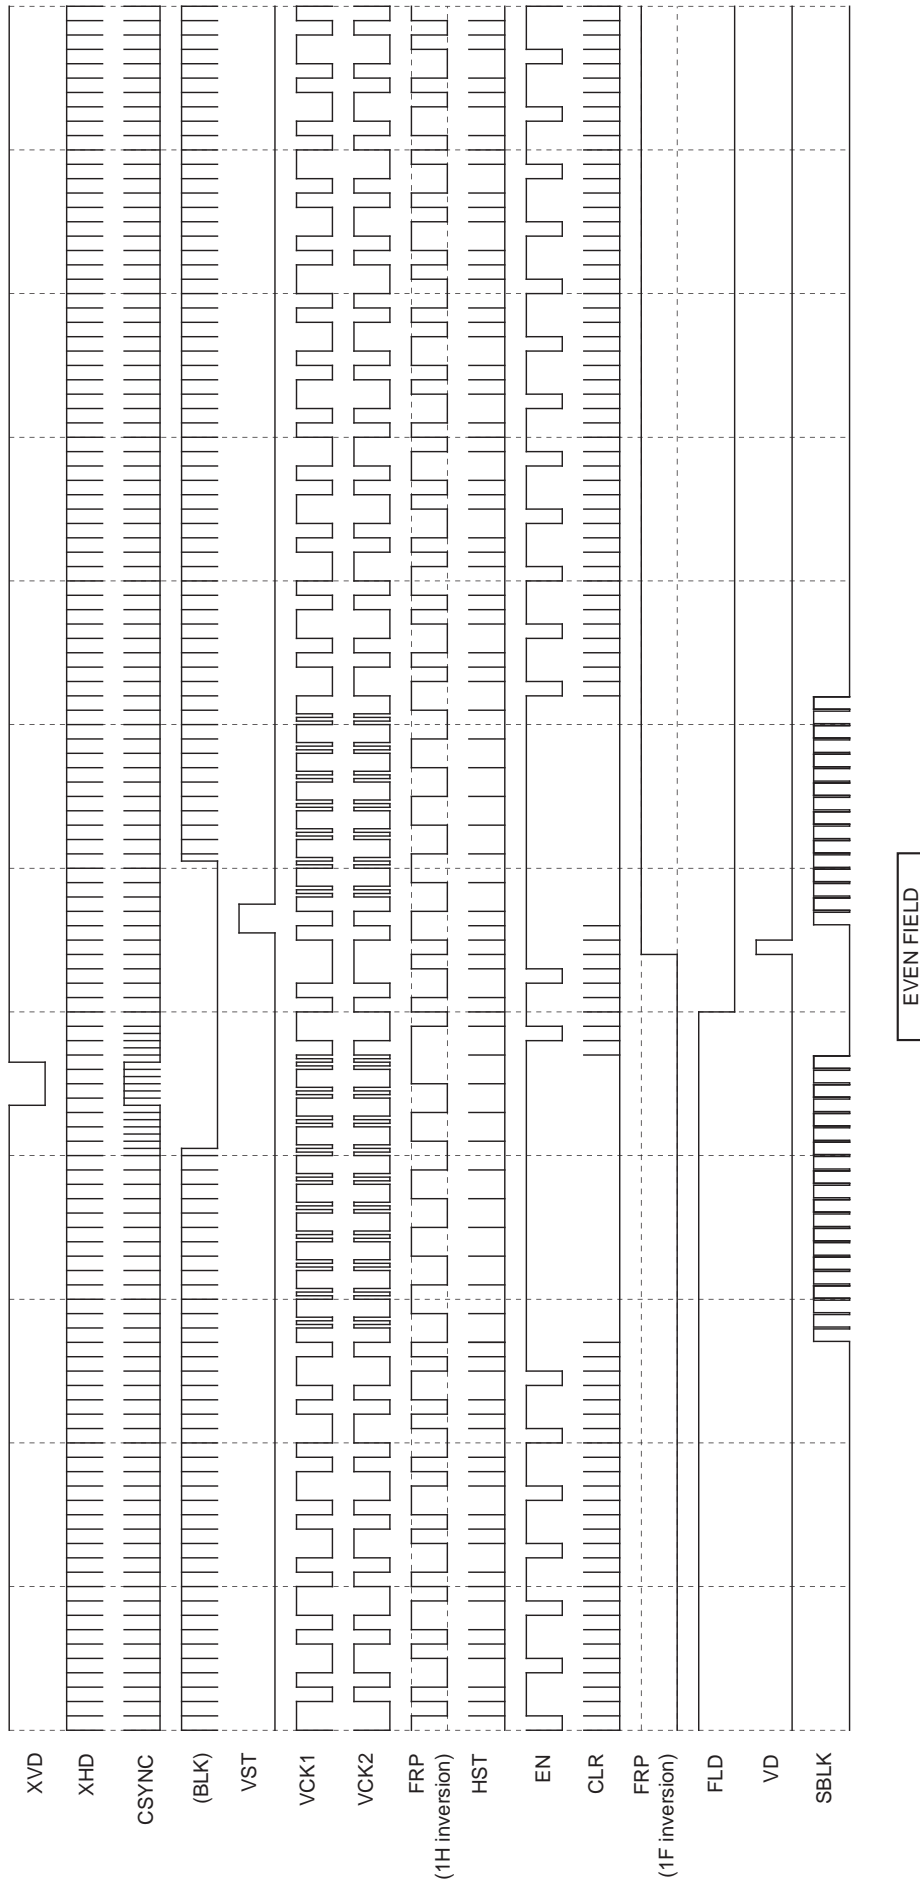 XVD
XHD
CSYNC
(BLK)
VST
VCK1
VCK2
FRP
(1H inversion)
HST
EN
CLR
FRP
(1F inversion)
FLD
VD
SBLK
EVEN FIELD